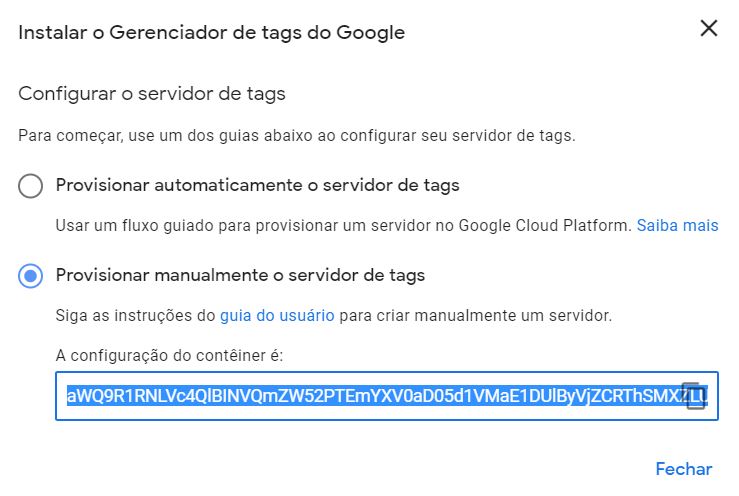 Instalar o Gerenciador de tags do Google
Configurar o servidor de tags
Para começar, use um dos guias abaixo ao configurar seu servidor de tags.
Provisionar automaticamente o servidor de tags
Usar um fluxo guiado para provisionar um servidor no Google Cloud Platform. Saiba mais
Provisionar manualmente o servidor de tags
Siga as instruções do guia do usuário para criar manualmente um servidor.
A configuração do contêiner é:
Fechar